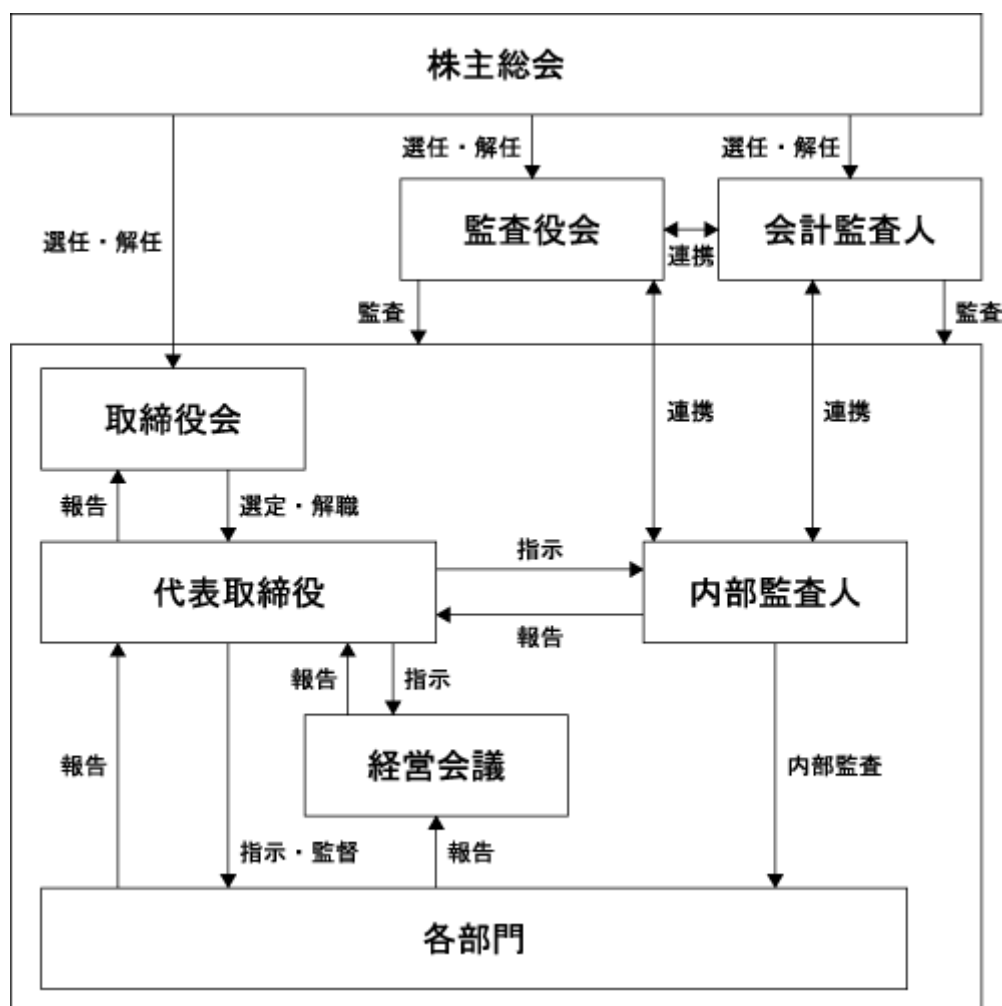 株主総会
選任・解任
選任・解任
選任・解任
監査役会
連携
会計監査人
監査
監査
取締役会
連携
連携
報告
選定・解職
代表取締役
指示
報告
内部監査人
報告
指示
報告
経営会議
内部監査
指示・監督
報告
各部門